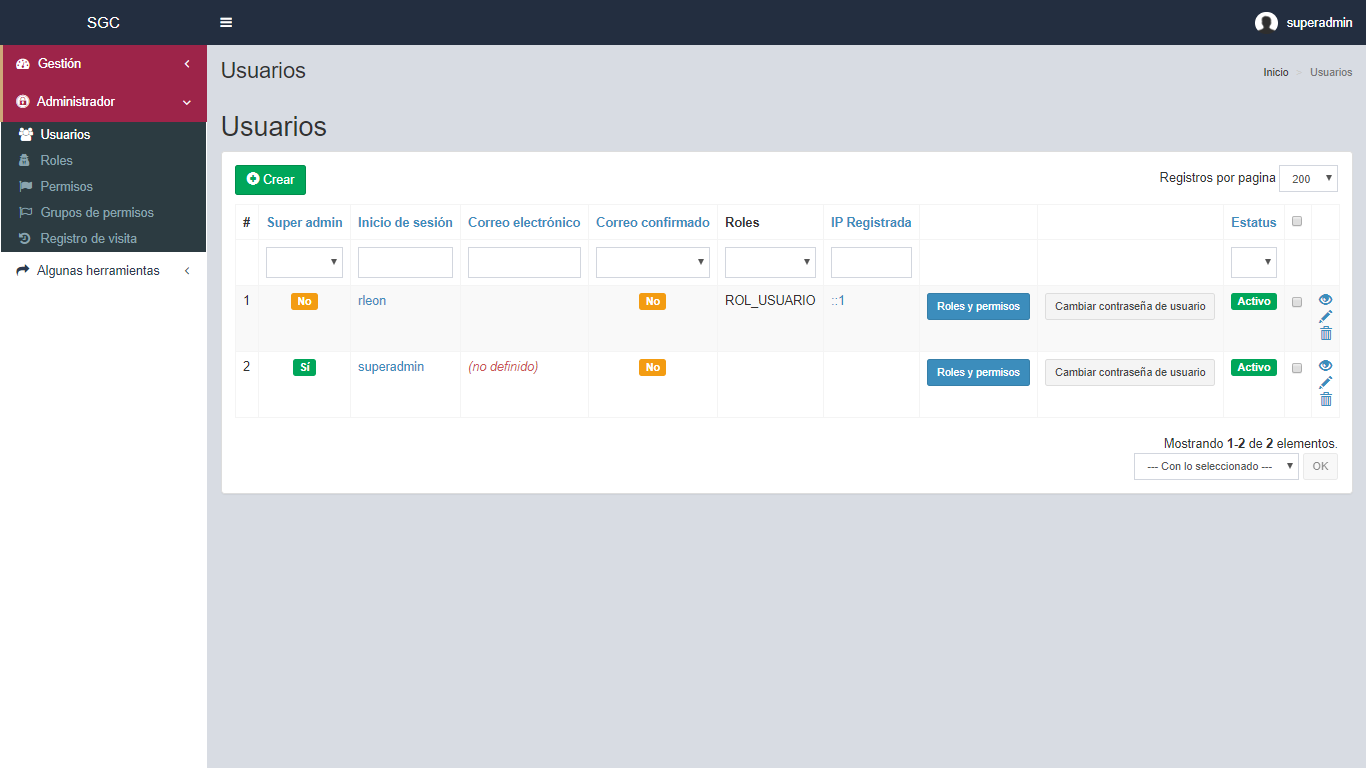 SGC
superadmin
Gestión
Administrador
Usuarios
Roles
Permisos
Grupos de permisos
Registro de visita
Algunas herramientas
Usuarios
Inicio > Usuarios
Usuarios
Crear
Registros por pagina 200
# Super admin Inicio de sesión Correo electrónico Correo confirmado Roles IP Registrada Estatus
1 No rleon No ROL_USUARIO ::1 Roles y permisos Cambiar contraseña de usuario Activo
2 Sí superadmin (no definido) No Roles y permisos Cambiar contraseña de usuario Activo
Mostrando 1-2 de 2 elementos.
--- Con lo seleccionado --- OK